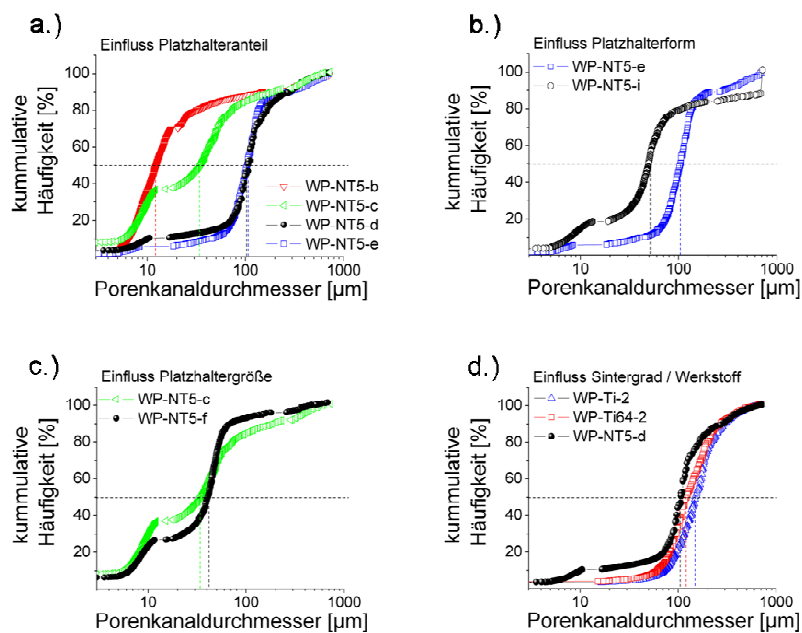 a.)
Einfluss Platzhalteranteil
kummulative
Häufigkeit [%]
100
80
60
40
20
WP-NT5-b
WP-NT5-c
WP-NT5-d
WP-NT5-e
10
100
1000
Porenkanaldurchmesser [µm]
b.)
Einfluss Platzhalterform
WP-NT5-e
WP-NT5-i
kummulative
Häufigkeit [%]
100
80
60
40
20
10
100
1000
Porenkanaldurchmesser [µm]
c.)
Einfluss Platzhaltergröße
WP-NT5-c
WP-NT5-f
kummulative
Häufigkeit [%]
100
80
60
40
20
10
100
1000
Porenkanaldurchmesser [µm]
d.)
Einfluss Sintergrad / Werkstoff
WP-Ti-2
WP-Ti64-2
WP-NT5-d
kummulative
Häufigkeit [%]
100
80
60
40
20
10
100
1000
Porenkanaldurchmesser [µm]